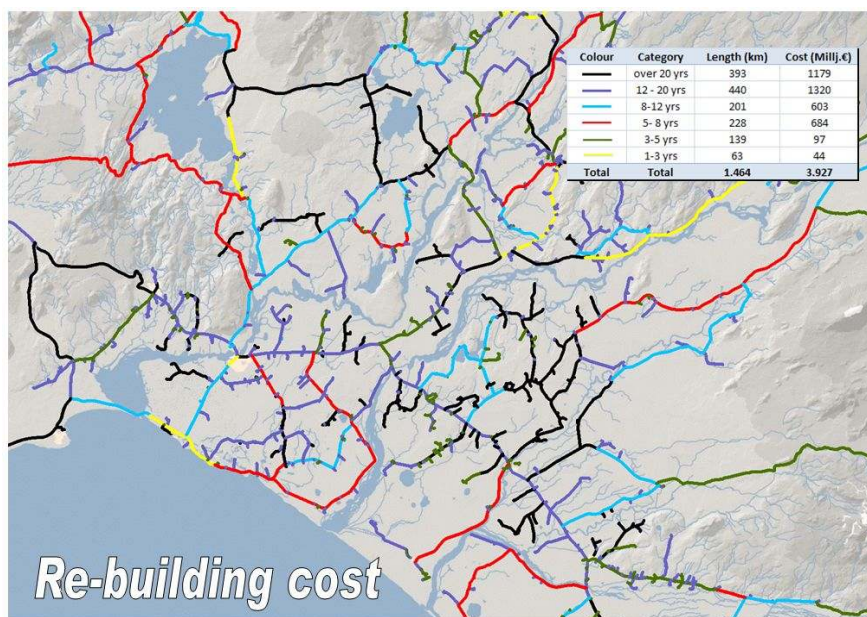 Colour Category Length (km) Cost (Millj.€)
over 20 yrs 393 1179
12 - 20 yrs 440 1320
8-12 yrs 201 603
5- 8 yrs 228 684
3-5 yrs 139 97
1-3 yrs 63 44
Total Total 1.464 3.927
Re-building cost